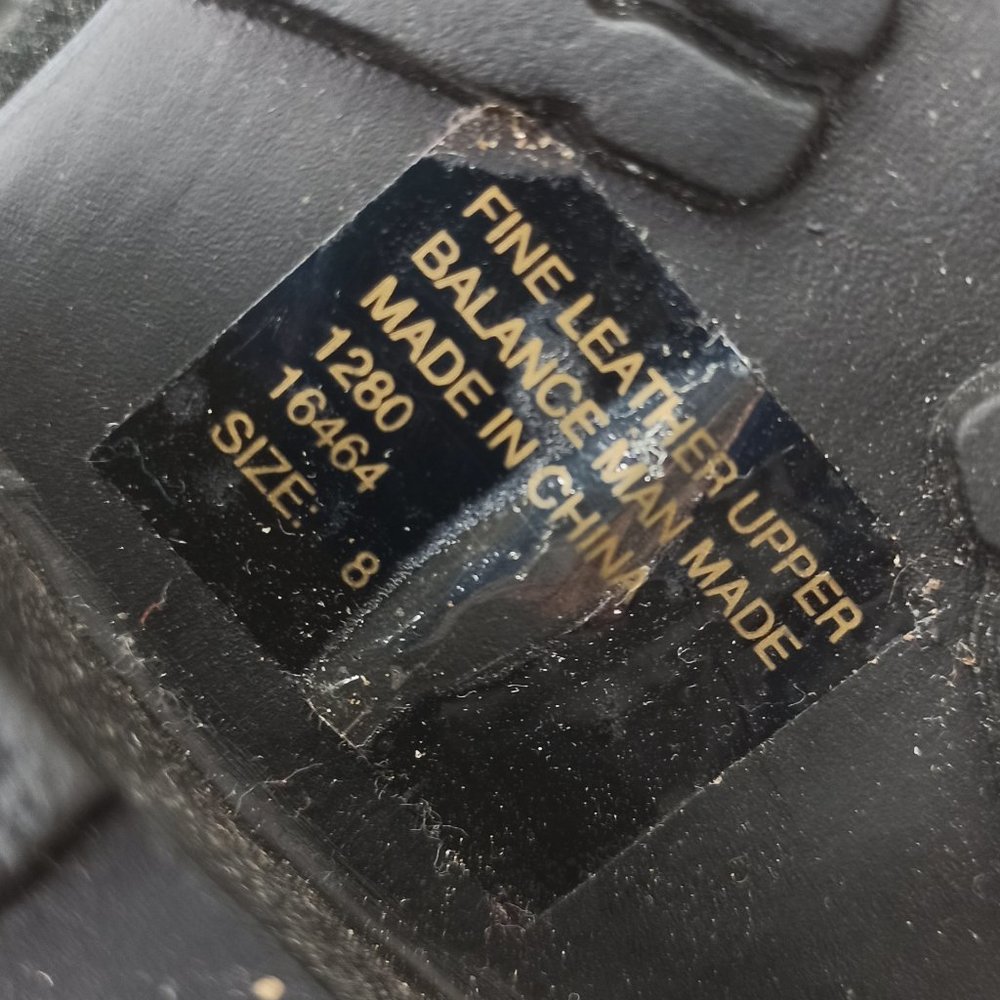 FINE LEATHER UPPER
BALANCE MAN MADE
MADE IN CHINA
1280
16464
SIZE: 8